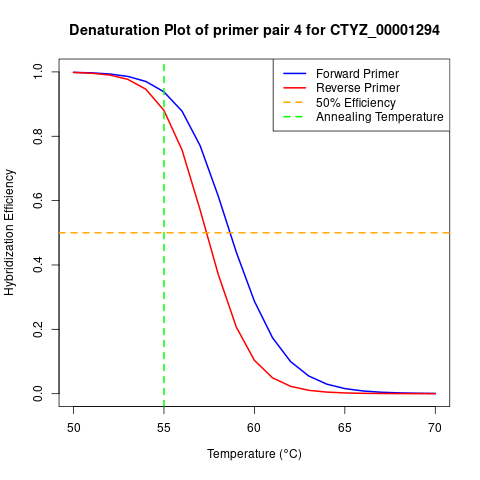 Denaturation Plot of primer pair 4 for CTYZ_00001294
Forward Primer
Reverse Primer
50% Efficiency
Annealing Temperature
Hybridization Efficiency
1.0
0.8
0.6
0.4
0.2
0.0
50
55
60
65
70
Temperature (°C)